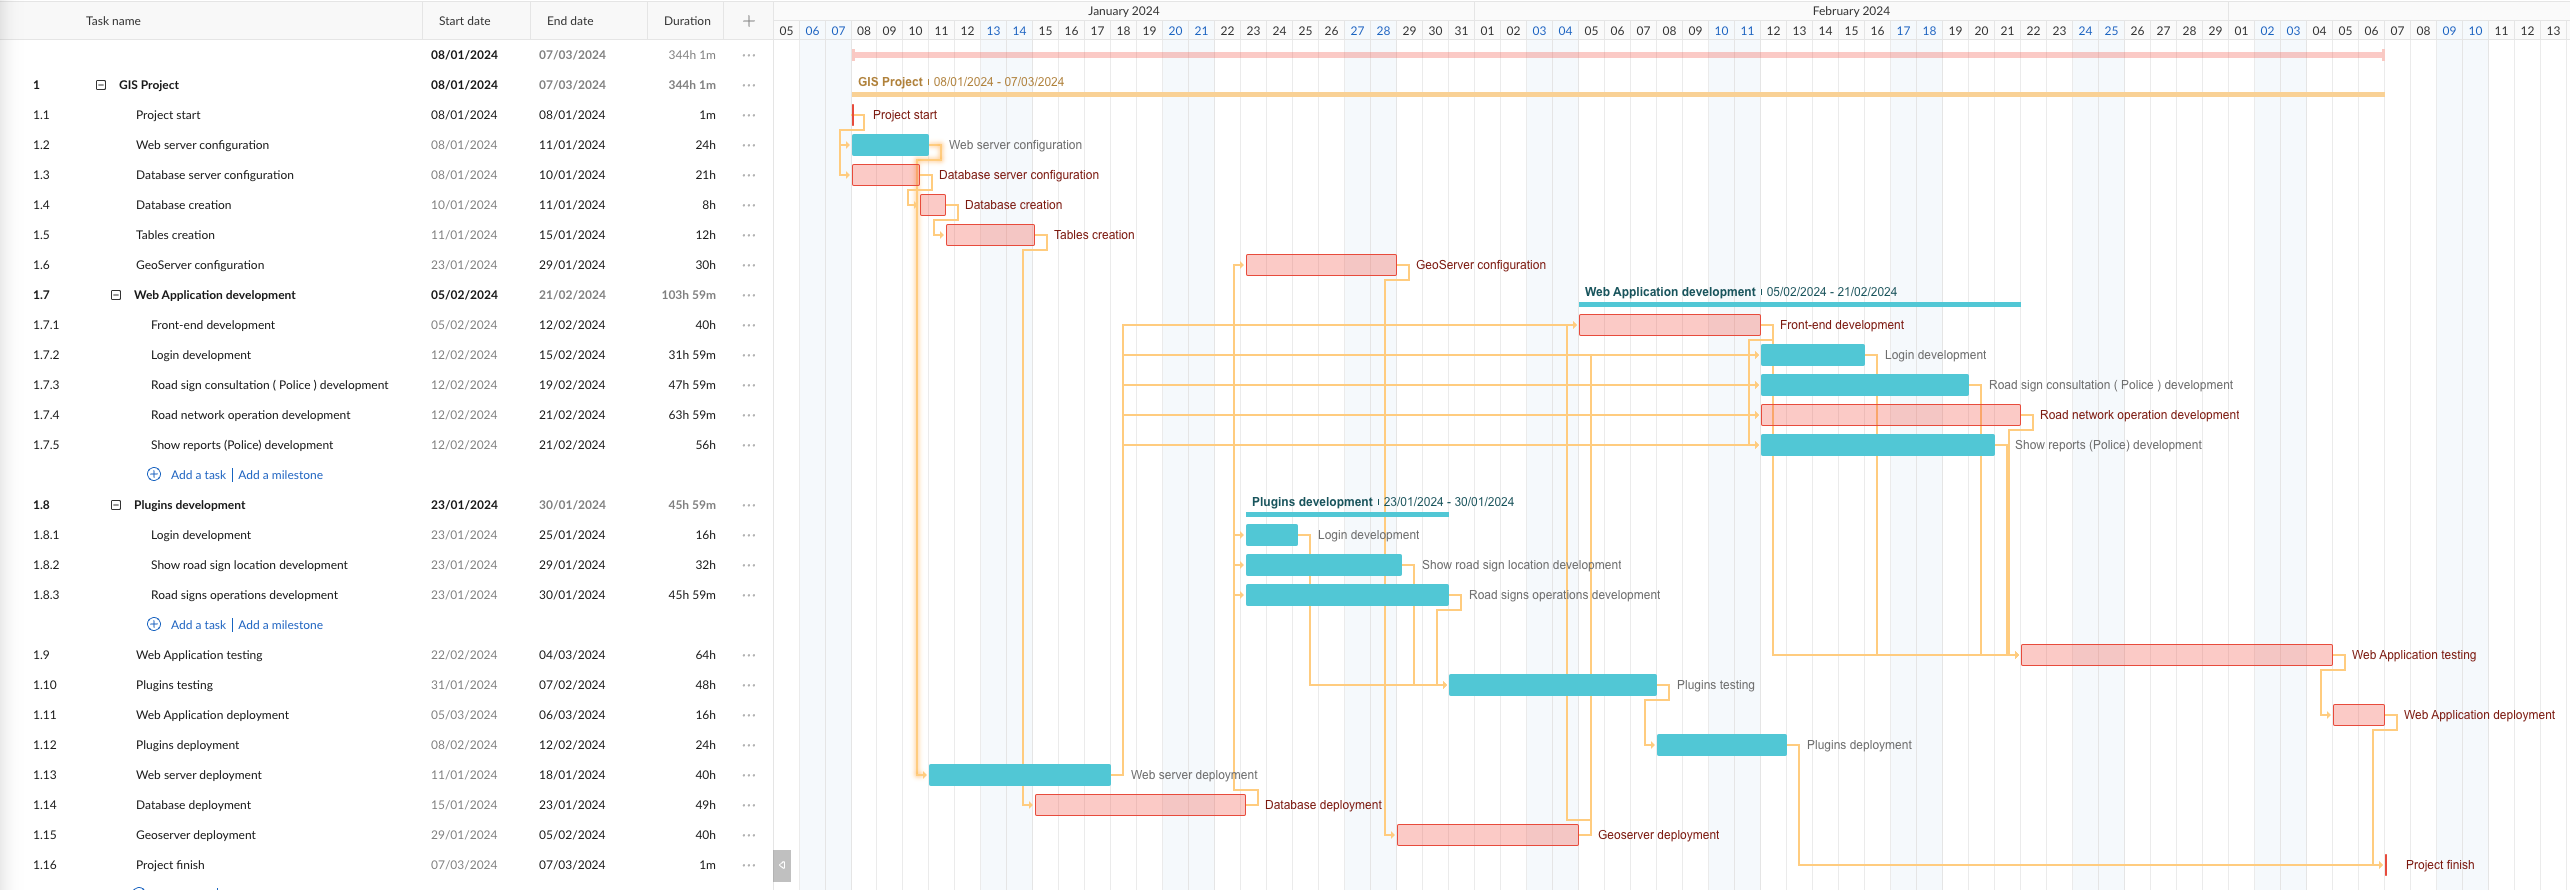 Task name Start date End date Duration January 2024 February 2024
05 06 07 08 09 10 11 12 13 14 15 16 17 18 19 20 21 22 23 24 25 26 27 28 29 30 31 01 02 03 04 05 06 07 08 09 10 11 12 13 14 15 16 17 18 19 20 21 22 23 24 25 26 27 28 29 01 02 03 04 05 06 07 08 09 10 11 12 13
08/01/2024 07/03/2024 344h 1m
1 GIS Project 08/01/2024 07/03/2024 344h 1m GIS Project 08/01/2024 - 07/03/2024
1.1 Project start 08/01/2024 08/01/2024 1m Project start
1.2 Web server configuration 08/01/2024 11/01/2024 24h Web server configuration
1.3 Database server configuration 08/01/2024 10/01/2024 21h Database server configuration
1.4 Database creation 10/01/2024 11/01/2024 8h Database creation
1.5 Tables creation 11/01/2024 15/01/2024 12h Tables creation
1.6 GeoServer configuration 23/01/2024 29/01/2024 30h GeoServer configuration
1.7 Web Application development 05/02/2024 21/02/2024 103h 59m Web Application development 05/02/2024 - 21/02/2024
1.7.1 Front-end development 05/02/2024 12/02/2024 40h Front-end development
1.7.2 Login development 12/02/2024 15/02/2024 31h 59m Login development
1.7.3 Road sign consultation ( Police ) development 12/02/2024 19/02/2024 47h 59m Road sign consultation ( Police ) development
1.7.4 Road network operation development 12/02/2024 21/02/2024 63h 59m Road network operation development
1.7.5 Show reports (Police) development 12/02/2024 21/02/2024 56h Show reports (Police) development
Add a task | Add a milestone
1.8 Plugins development 23/01/2024 30/01/2024 45h 59m Plugins development 23/01/2024 - 30/01/2024
1.8.1 Login development 23/01/2024 25/01/2024 16h Login development
1.8.2 Show road sign location development 23/01/2024 29/01/2024 32h Show road sign location development
1.8.3 Road signs operations development 23/01/2024 30/01/2024 45h 59m Road signs operations development
Add a task | Add a milestone
1.9 Web Application testing 22/02/2024 04/03/2024 64h Web Application testing
1.10 Plugins testing 31/01/2024 07/02/2024 48h Plugins testing
1.11 Web Application deployment 05/03/2024 06/03/2024 16h Web Application deployment
1.12 Plugins deployment 08/02/2024 12/02/2024 24h Plugins deployment
1.13 Web server deployment 11/01/2024 18/01/2024 40h Web server deployment
1.14 Database deployment 15/01/2024 23/01/2024 49h Database deployment
1.15 Geoserver deployment 29/01/2024 05/02/2024 40h Geoserver deployment
1.16 Project finish 07/03/2024 07/03/2024 1m Project finish